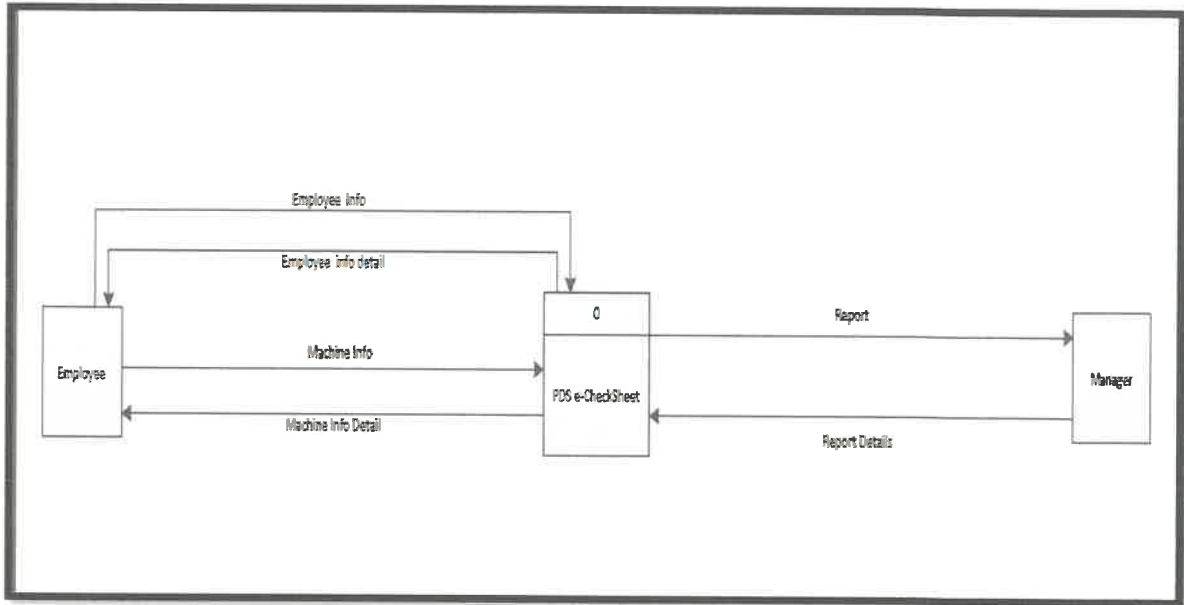 Employee Info
Employee info detail
0
Report
Machine Info
Employee
PDS e-CheckSheet
Manager
Machine Info Detail
Report Details